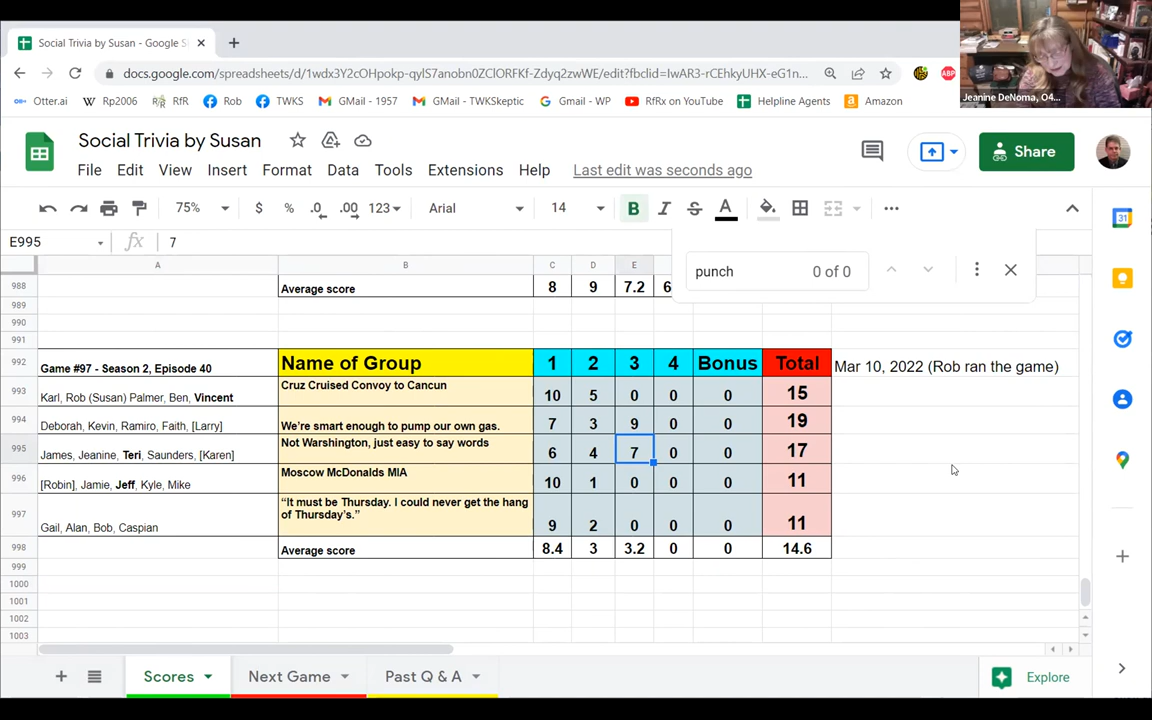 Social Trivia by Susan - Google S
docs.google.com/spreadsheets/d/1wdx3Y2cOHpokp-qylS7anobn0ZClORFKf-Zdyq2zwWE/edit?fbclid=IwAR3-rCEhkyUHX-eG1n...
ABP
Jeanine DeNoma, O4...
Otter.ai Rp2006 RfR Rob TWKS GMail - 1957 GMail - TWKSkeptic Gmail - WP RfRx on YouTube Helpline Agents Amazon
Social Trivia by Susan
Share
File Edit View Insert Format Data Tools Extensions Help Last edit was seconds ago
75% $ % .0 .00 123 Arial 14 B I S A
E995 fx 7
punch 0 of 0
31
A B C D E
988 Average score 8 9 7.2 6
989
990
991
992 Game #97 - Season 2, Episode 40 Name of Group 1 2 3 4 Bonus Total Mar 10, 2022 (Rob ran the game)
993 Karl, Rob (Susan) Palmer, Ben, Vincent Cruz Cruised Convoy to Cancun 10 5 0 0 0 15
994 Deborah, Kevin, Ramiro, Faith, [Larry] We're smart enough to pump our own gas. 7 3 9 0 0 19
995 James, Jeanine, Teri, Saunders, [Karen] Not Warshington, just easy to say words 6 4 7 0 0 17
996 [Robin], Jamie, Jeff, Kyle, Mike Moscow McDonalds MIA 10 1 0 0 0 11
997 Gail, Alan, Bob, Caspian “It must be Thursday. I could never get the hang
of Thursday's.” 9 2 0 0 0 11
998 Average score 8.4 3 3.2 0 0 14.6
999
1000
1001
1002
1003
Scores Next Game Past Q & A Explore